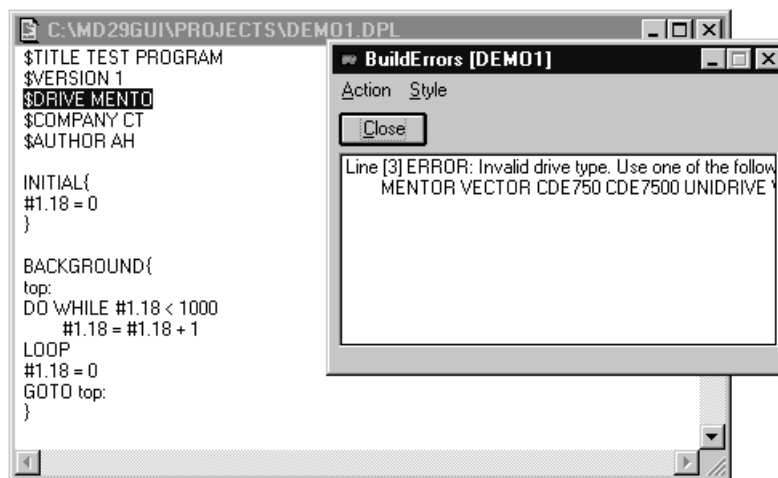 C:\MD29GUI\PROJECTS\DEMO1.DPL
$TITLE TEST PROGRAM
$VERSION 1
$DRIVE MENTO
$COMPANY CT
$AUTHOR AH
INITIAL{
#1.18 = 0
}
BACKGROUND{
top:
DO WHILE #1.18 < 1000
#1.18 = #1.18 + 1
LOOP
#1.18 = 0
GOTO top:
}
BuildErrors [DEMO1]
Action Style
Close
Line [3] ERROR: Invalid drive type. Use one of the follow
MENTOR VECTOR CDE750 CDE7500 UNIDRIVE